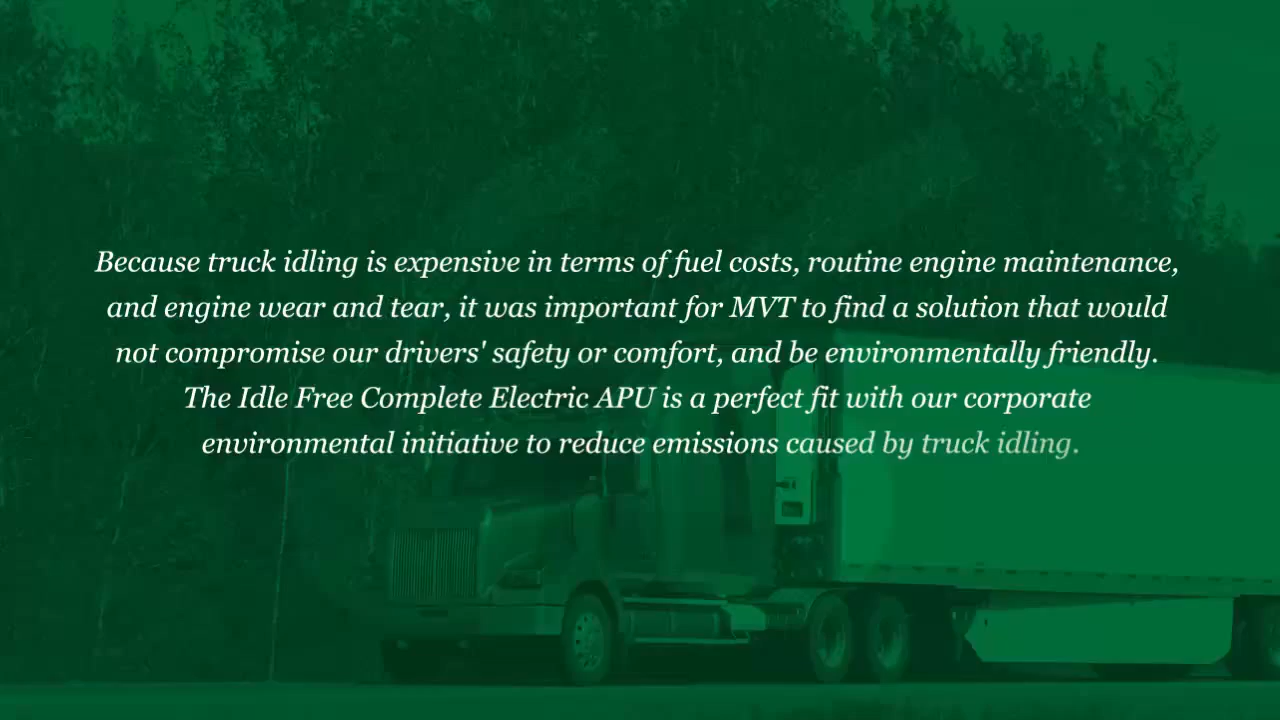 Because truck idling is expensive in terms of fuel costs, routine engine maintenance,
and engine wear and tear, it was important for MVT to find a solution that would
not compromise our drivers' safety or comfort, and be environmentally friendly.
The Idle Free Complete Electric APU is a perfect fit with our corporate
environmental initiative to reduce emissions caused by truck idling.